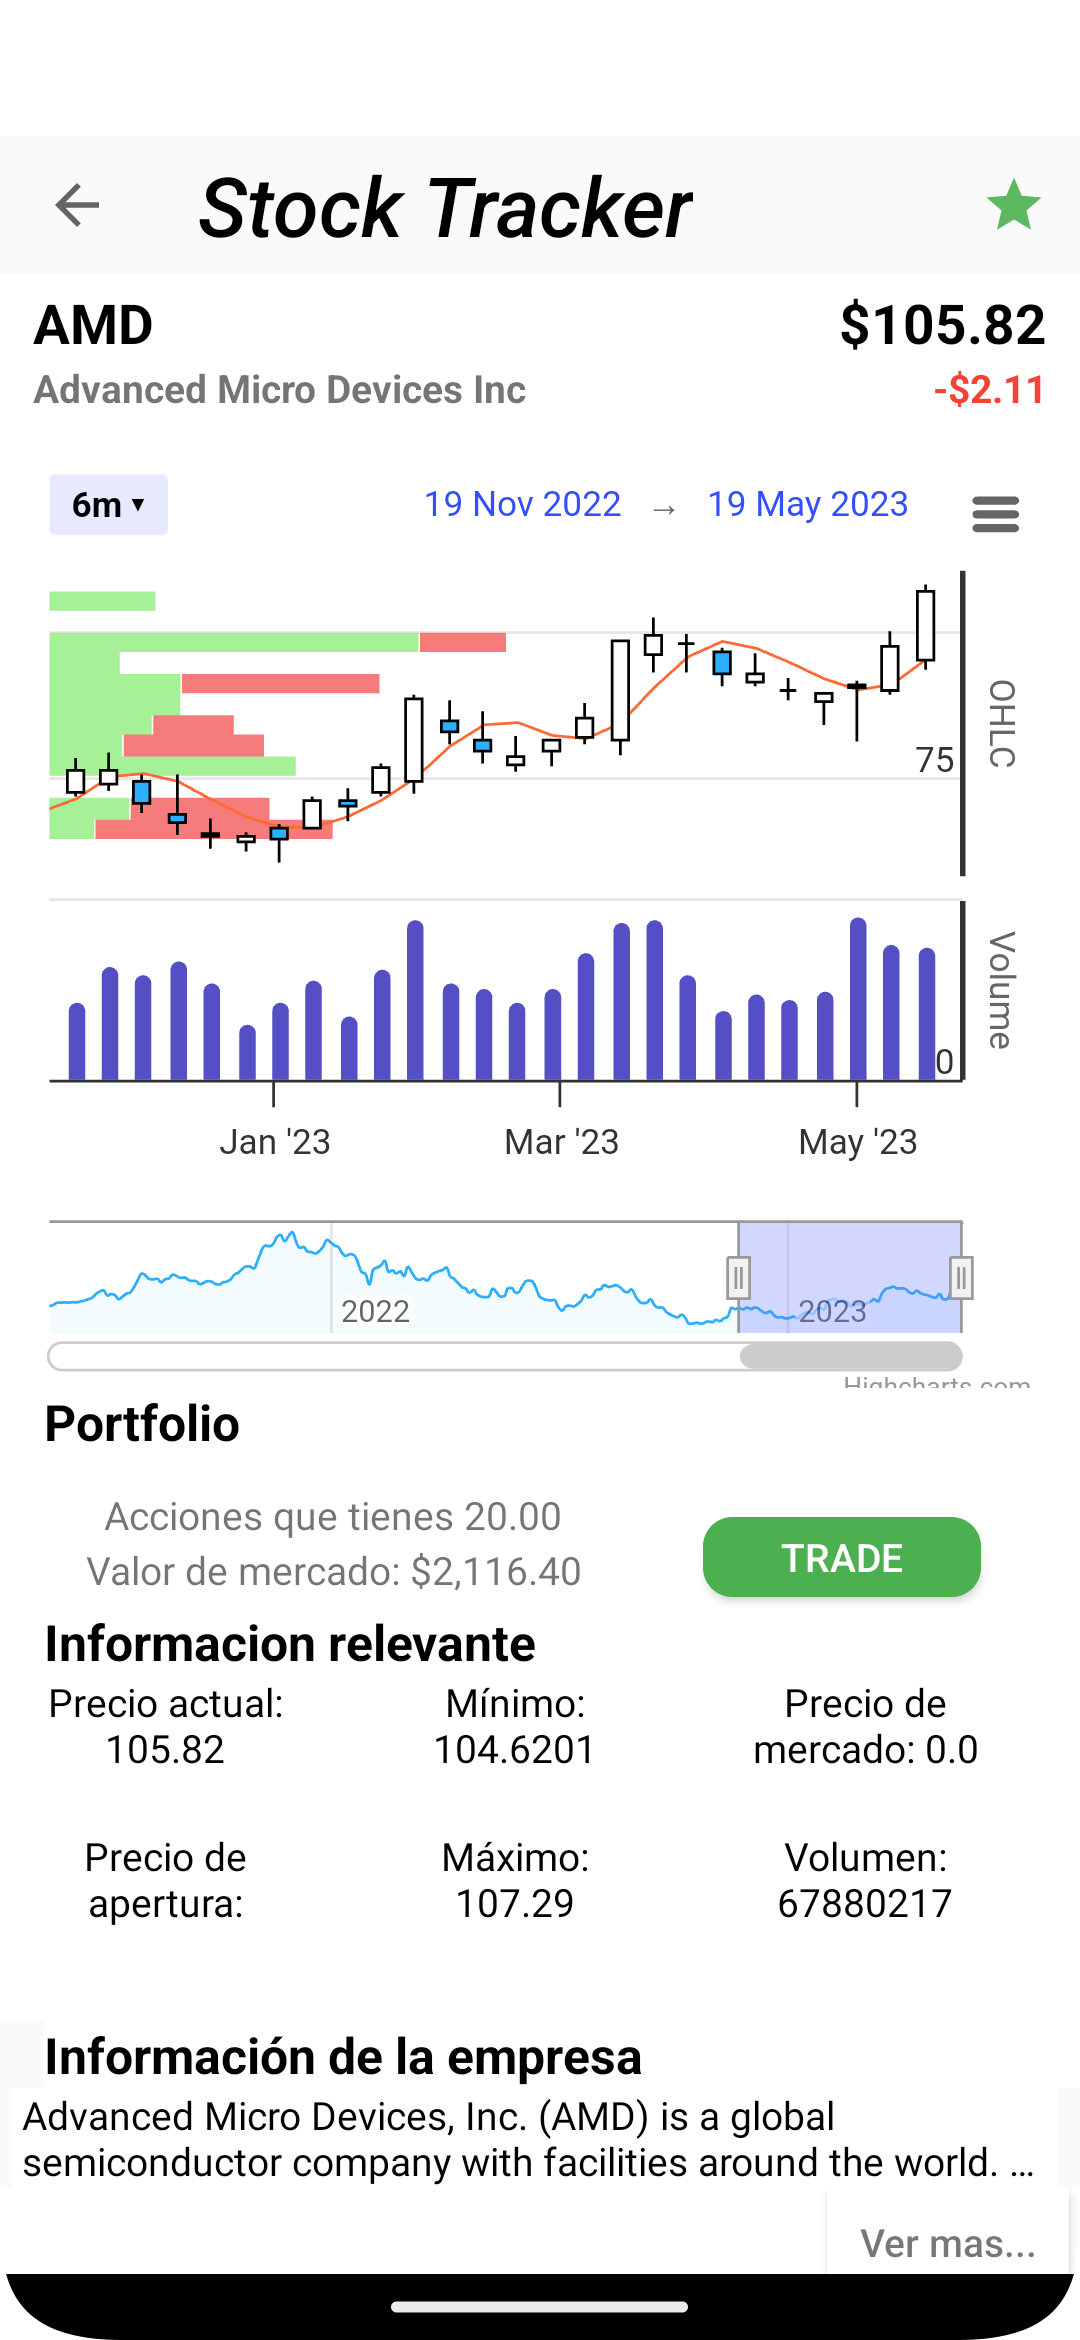 Stock Tracker
AMD
$105.82
Advanced Micro Devices Inc
-$2.11
6m ▾
19 Nov 2022 → 19 May 2023
OHLC
75
Volume
0
Jan '23
Mar '23
May '23
2022
2023
Highcharts.com
Portfolio
Acciones que tienes 20.00
Valor de mercado: $2,116.40
TRADE
Informacion relevante
Precio actual:
105.82
Mínimo:
104.6201
Precio de
mercado: 0.0
Precio de
apertura:
Máximo:
107.29
Volumen:
67880217
Información de la empresa
Advanced Micro Devices, Inc. (AMD) is a global
semiconductor company with facilities around the world. ...
Ver mas...